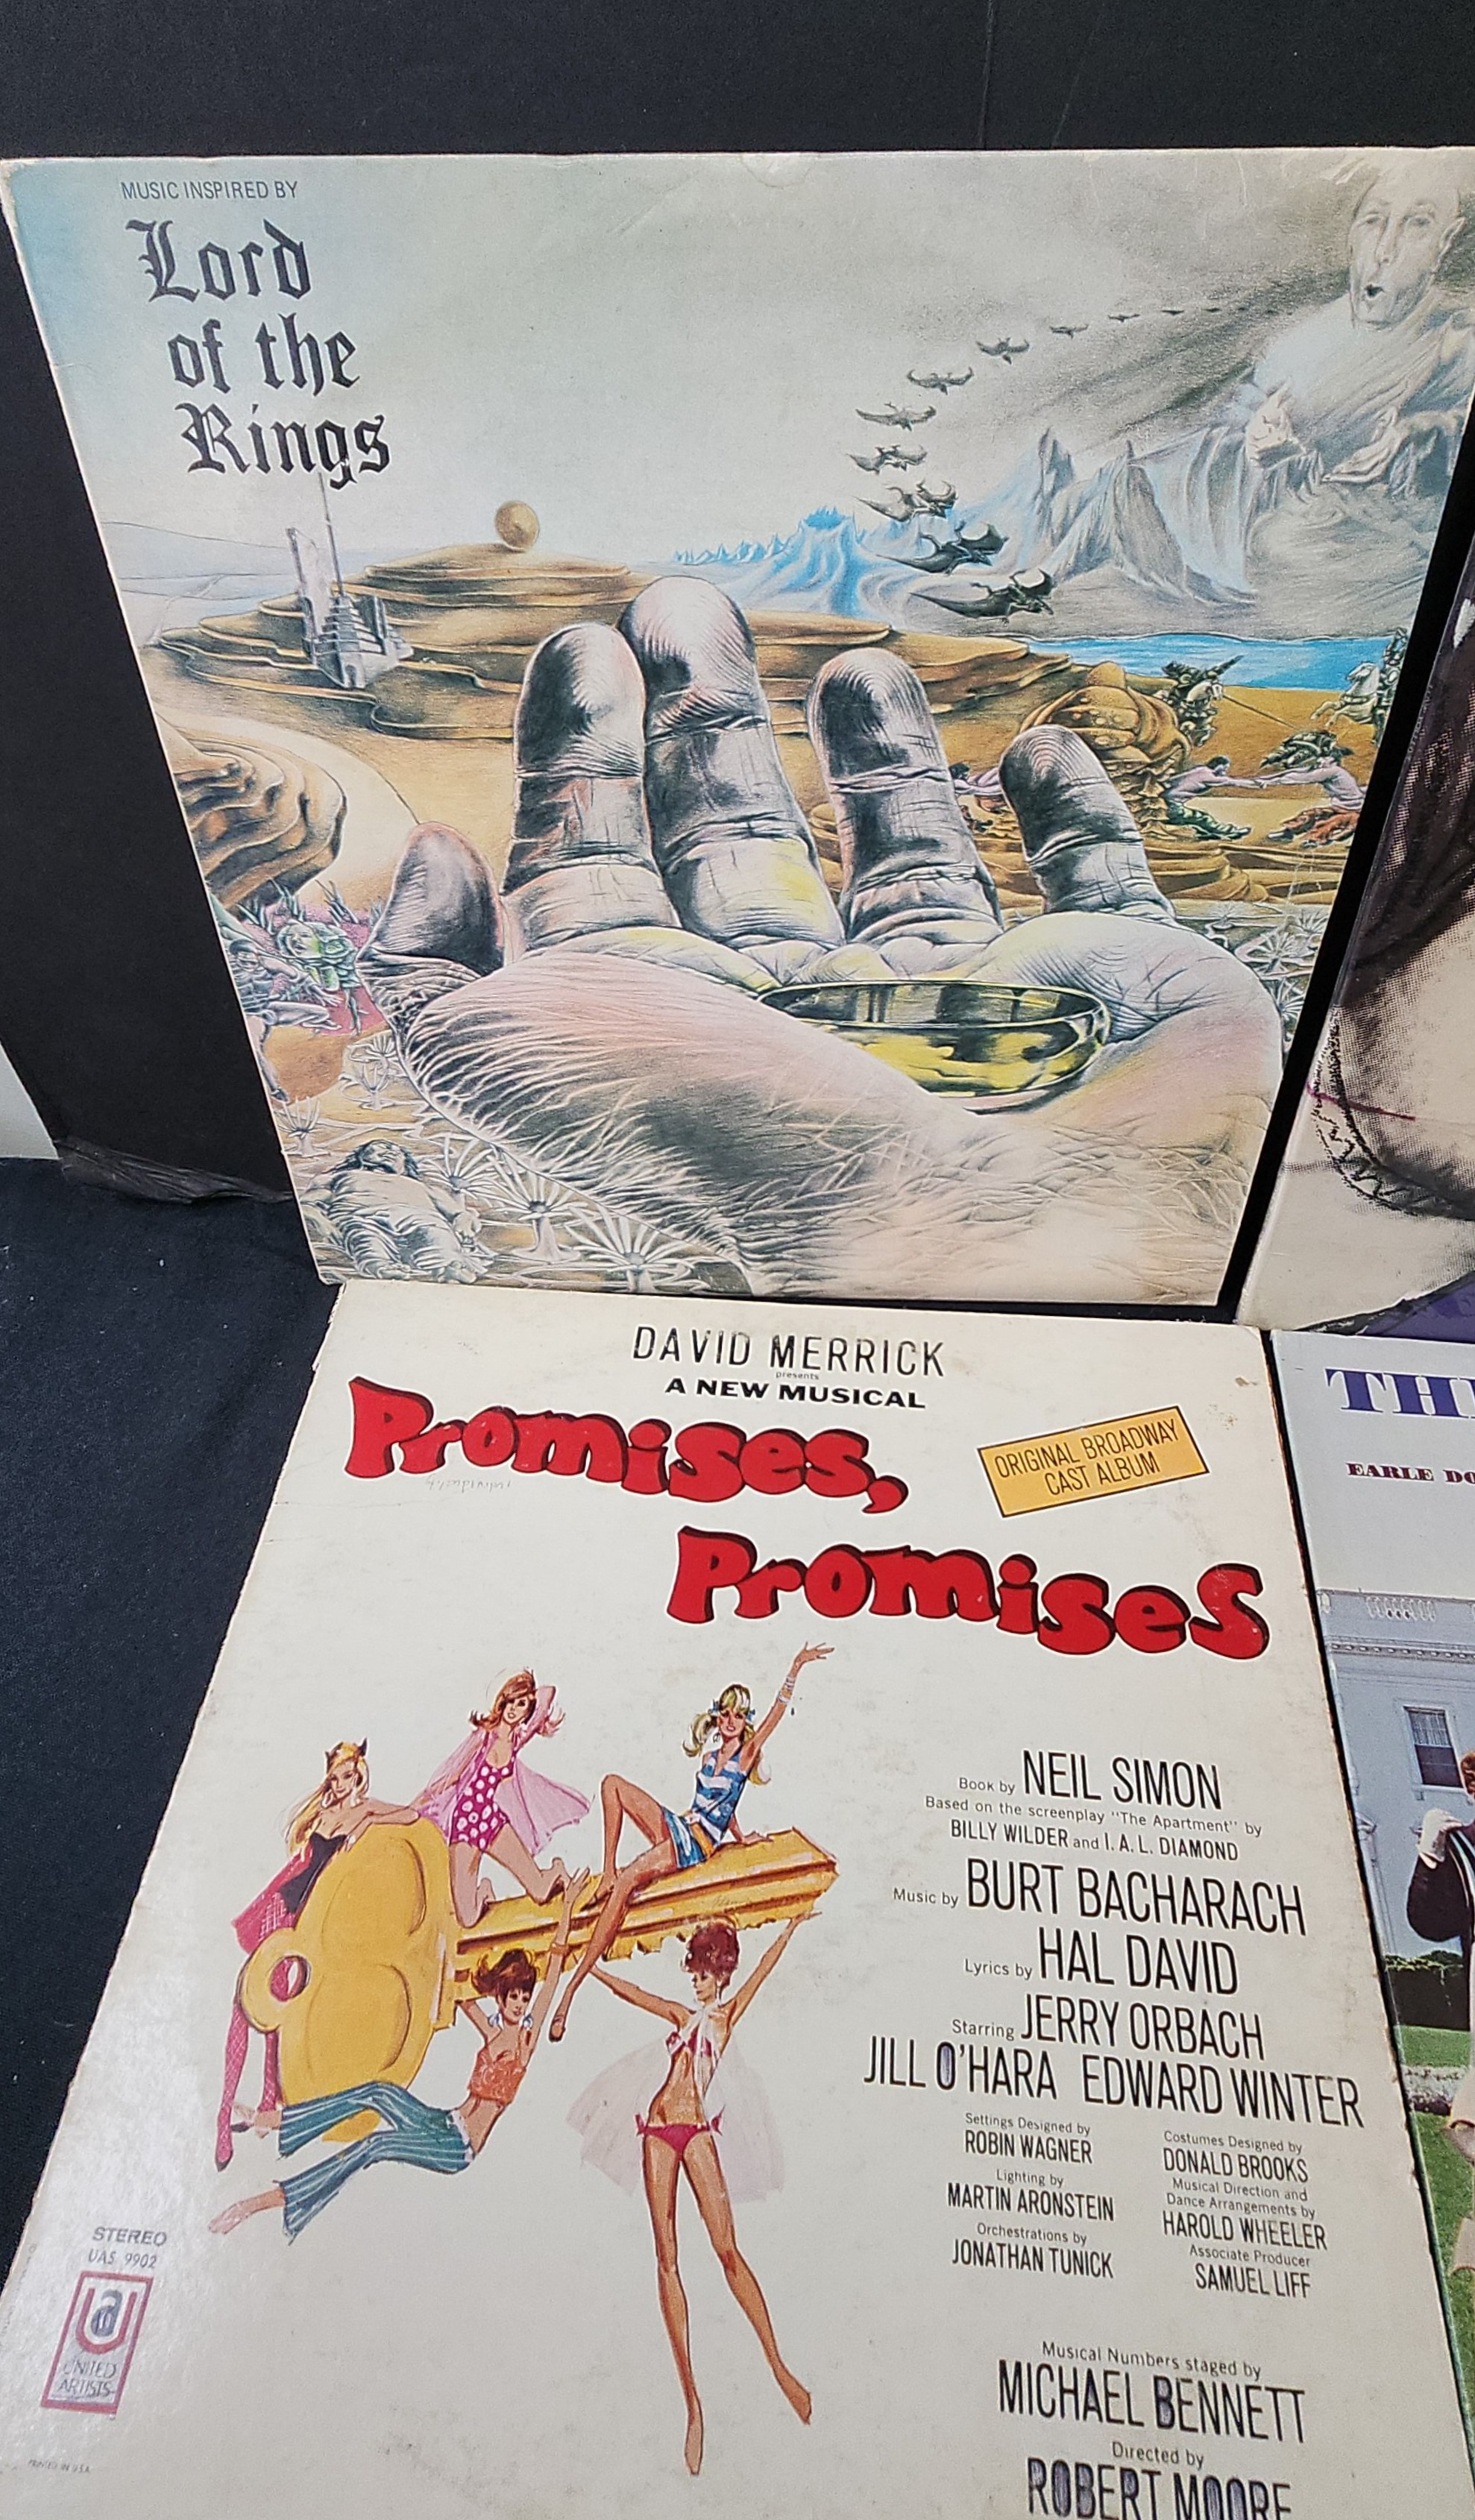 MUSIC INSPIRED BY
Lord
of the
Rings
DAVID MERRICK
presents
A NEW MUSICAL
Promises,
ORIGINAL BROADWAY
CAST ALBUM
Promises
Book by NEIL SIMON
Based on the screenplay "The Apartment" by
BILLY WILDER and I. A. L. DIAMOND
Music by BURT BACHARACH
Lyrics by HAL DAVID
Starring JERRY ORBACH
JILL O'HARA EDWARD WINTER
Settings Designed by
ROBIN WAGNER
Lighting by
MARTIN ARONSTEIN
Orchestrations by
JONATHAN TUNICK
Costumes Designed by
DONALD BROOKS
Musical Direction and
Dance Arrangements by
HAROLD WHEELER
Associate Producer
SAMUEL LIFF
Musical Numbers staged by
MICHAEL BENNETT
Directed by
ROBERT MOORE
STEREO
UAS 9902
UA
UNITED
ARTISTS
PRINTED IN U.S.A.
TH
EARLE DO